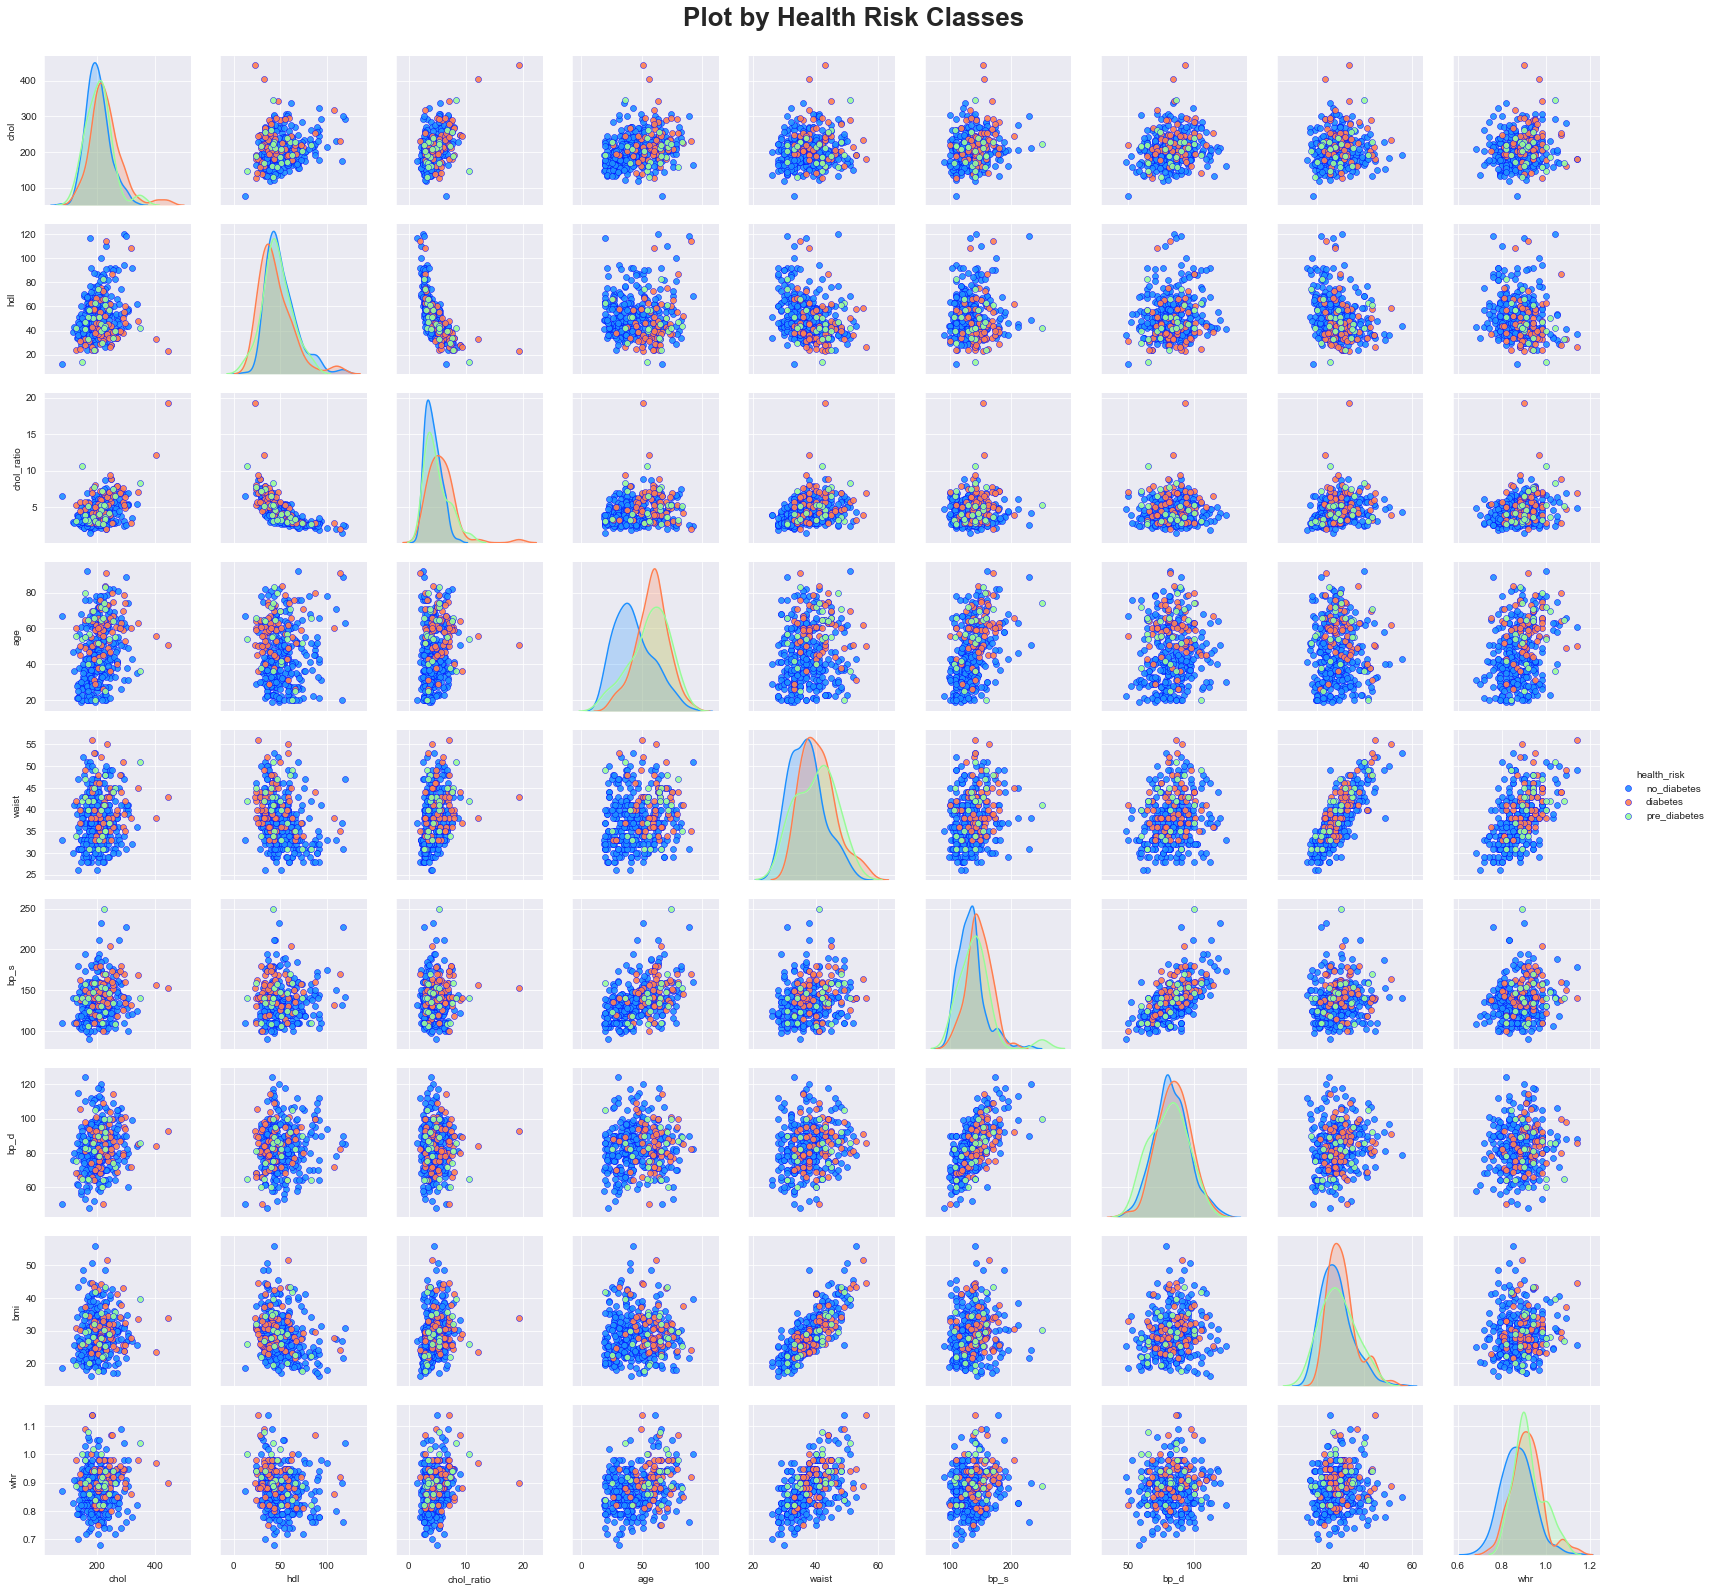 Plot by Health Risk Classes
400
300
200
100
chol
120
100
80
60
40
20
hdl
20
15
10
5
chol_ratio
80
60
40
20
age
55
50
45
40
35
30
25
waist
health_risk
no_diabetes
diabetes
pre_diabetes
250
200
150
100
bp_s
120
100
80
60
bp_d
50
40
30
20
bmi
1.1
1.0
0.9
0.8
0.7
whr
200 400 0 50 100 0 10 20 0 50 100 20 40 60 100 200 50 100 20 40 60 0.6 0.8 1.0 1.2
chol hdl chol_ratio age waist bp_s bp_d bmi whr